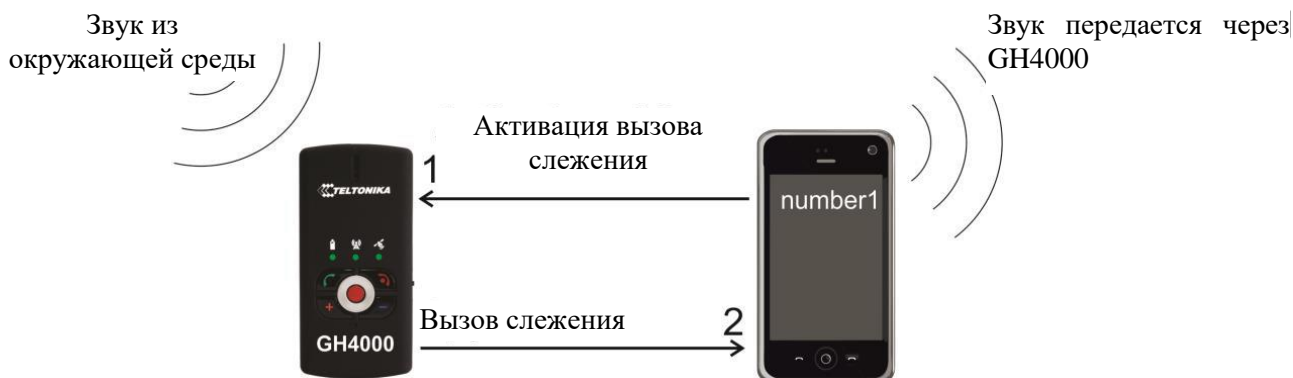 Звук из
окружающей среды
Звук передается через
GH4000
Активация вызова
слежения
1
TELTONIKA
number1
Вызов слежения
2
GH4000